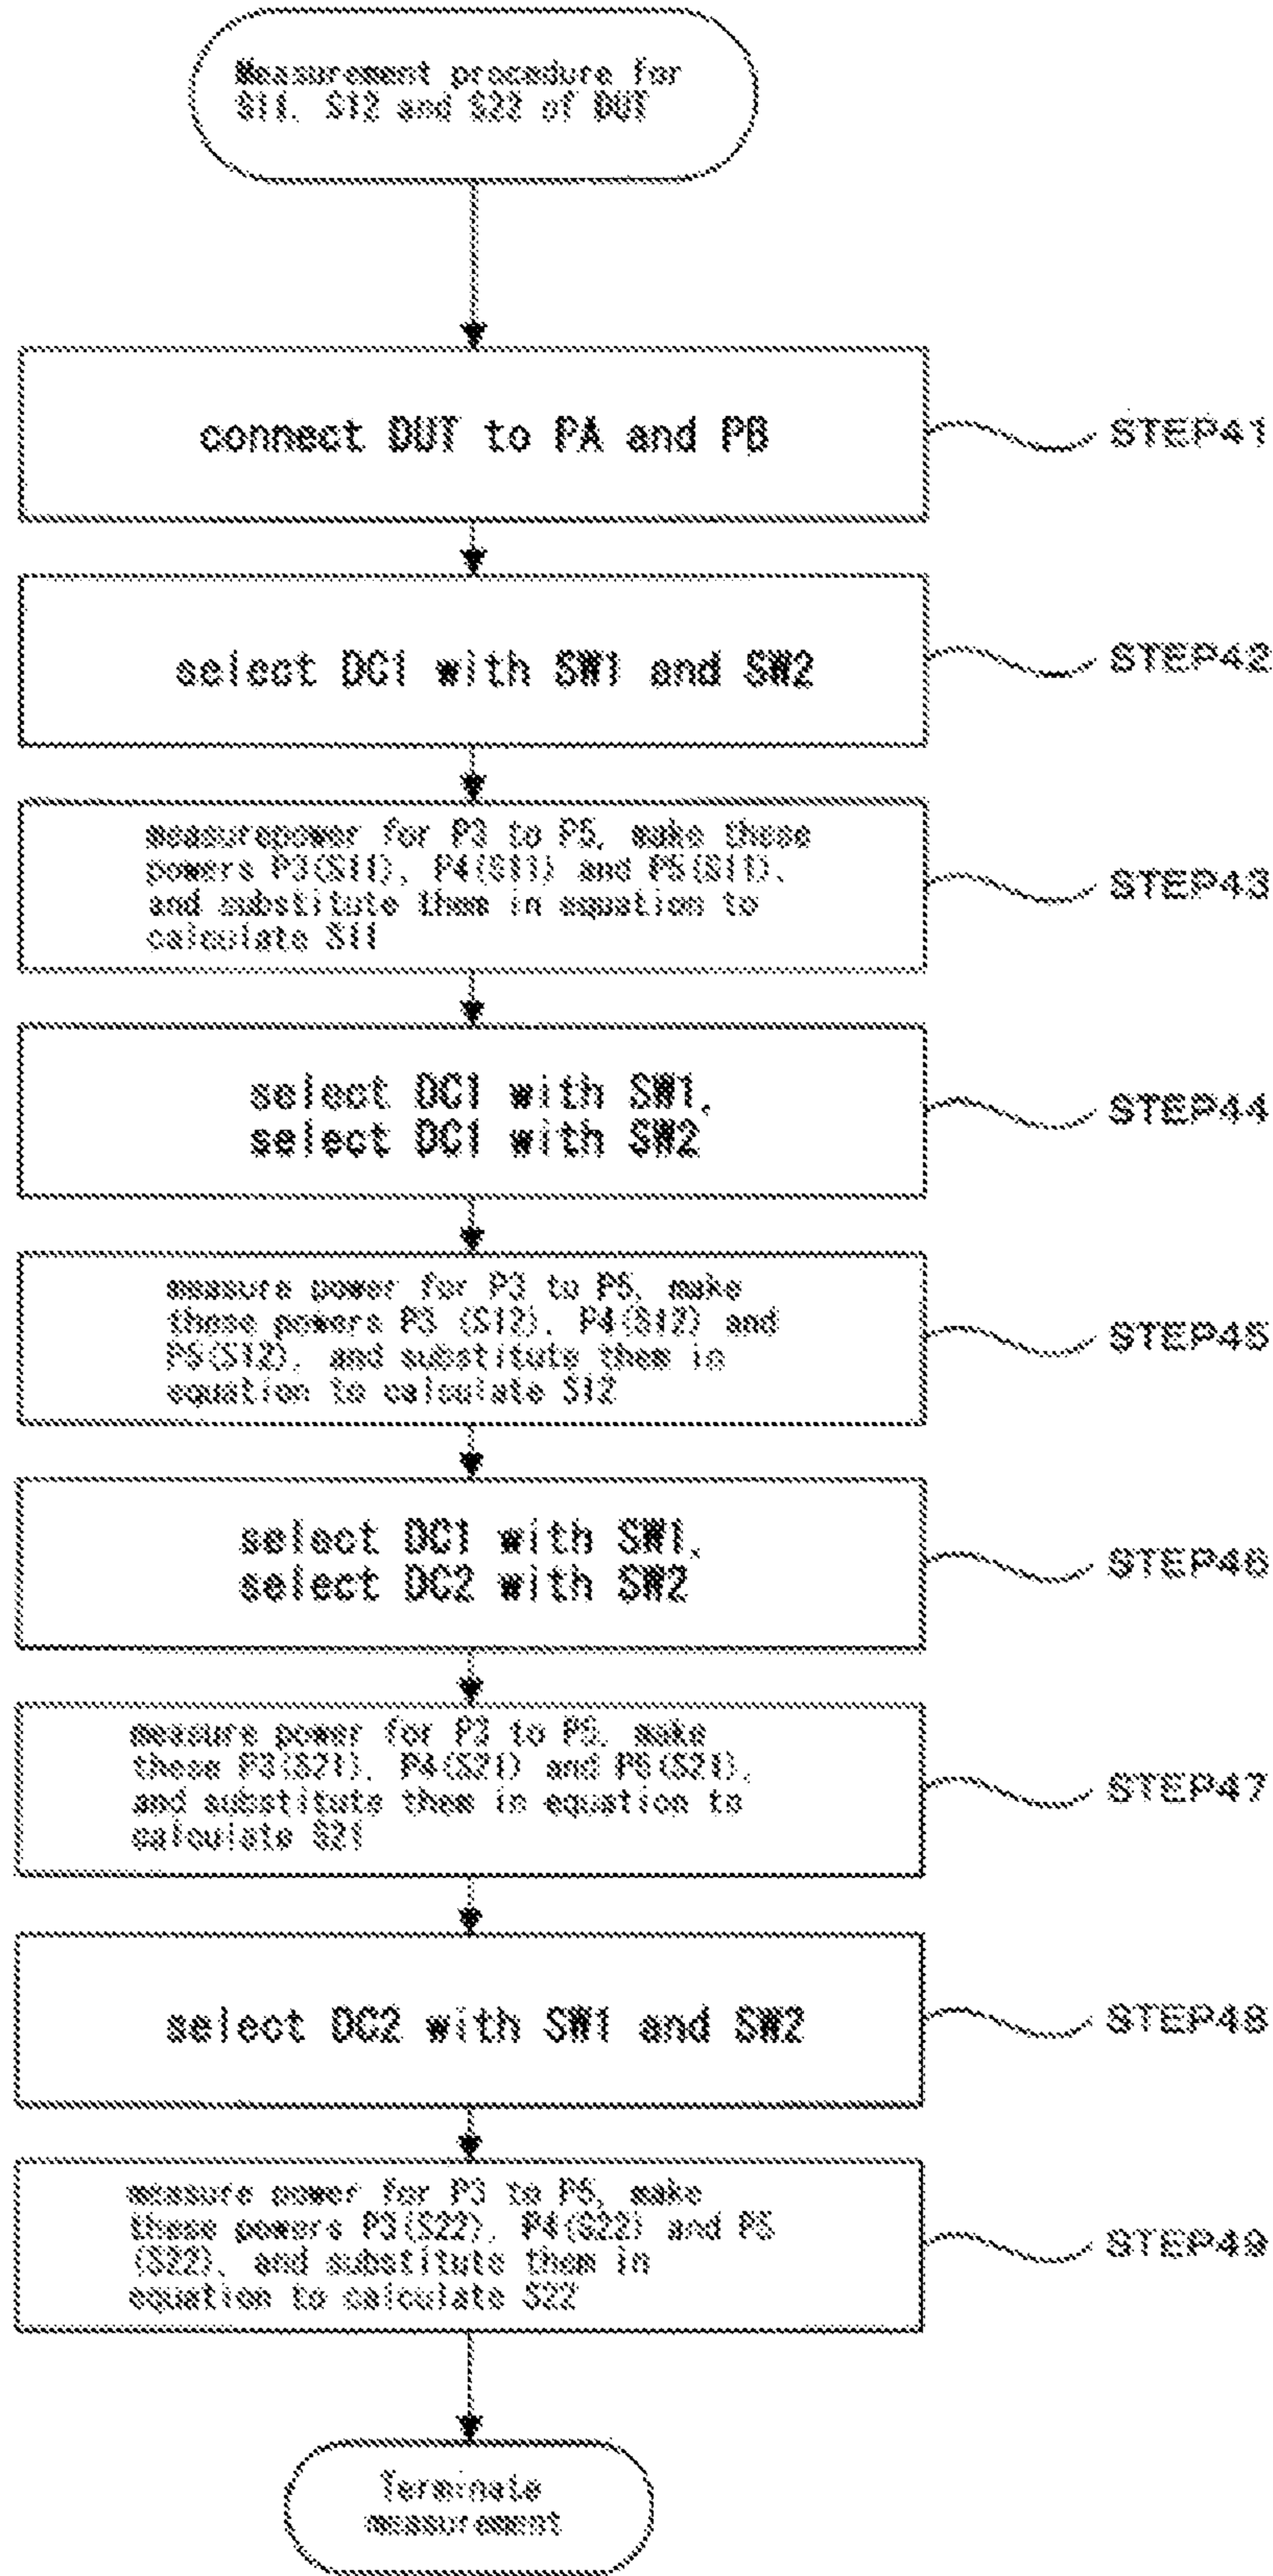 Measurement procedure for
S11, S12 and S22 of DUT
connect DUT to PA and PB
STEP41
select DC1 with SW1 and SW2
STEP42
measurepower for P3 to P5, make these
powers P3(S11), P4(S11) and P5(S11),
and substitute them in equation to
calculate S11
STEP43
select DC1 with SW1,
select DC1 with SW2
STEP44
measure power for P3 to P5, make
these powers P3 (S12), P4(S12) and
P5(S12), and substitute them in
equation to calculate S12
STEP45
select DC1 with SW1,
select DC2 with SW2
STEP46
measure power for P3 to P5, make
these P3(S21), P4(S21) and P5(S21),
and substitute them in equation to
calculate S21
STEP47
select DC2 with SW1 and SW2
STEP48
measure power for P3 to P5, make
these powers P3(S22), P4(S22) and P5
(S22), and substitute them in
equation to calculate S22
STEP49
Terminate
measurement